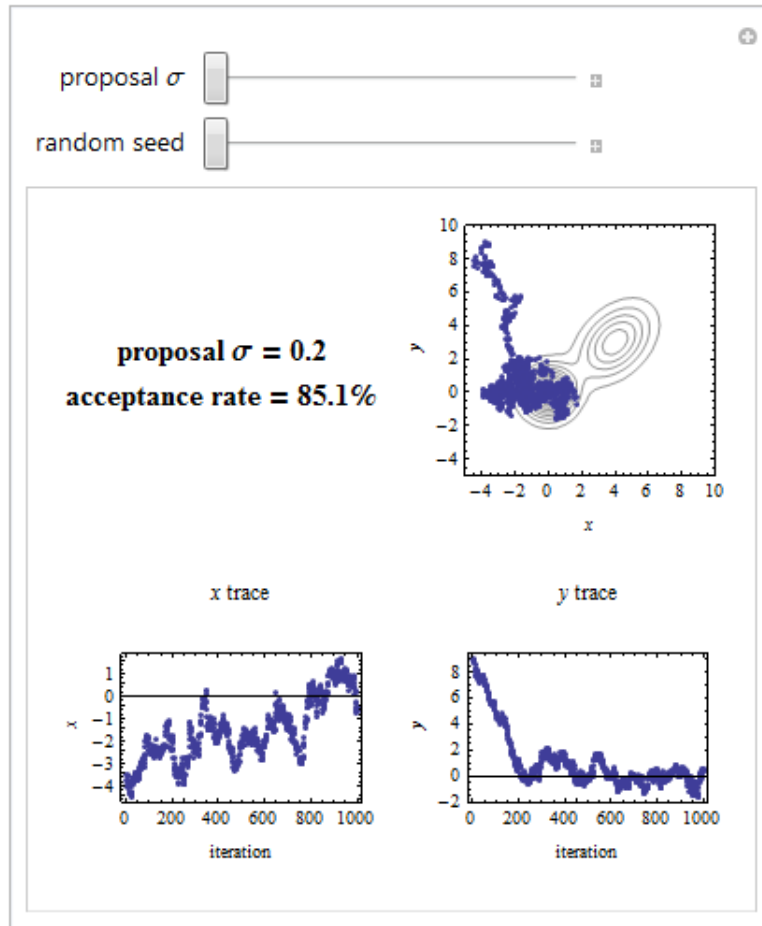 proposal σ
random seed
proposal σ = 0.2
acceptance rate = 85.1%
10
8
6
4
2
0
−2
−4
y
−4 −2 0 2 4 6 8 10
x
x trace
y trace
1
0
−1
−2
−3
−4
x
0 200 400 600 800 1000
iteration
8
6
4
2
0
−2
y
0 200 400 600 800 1000
iteration